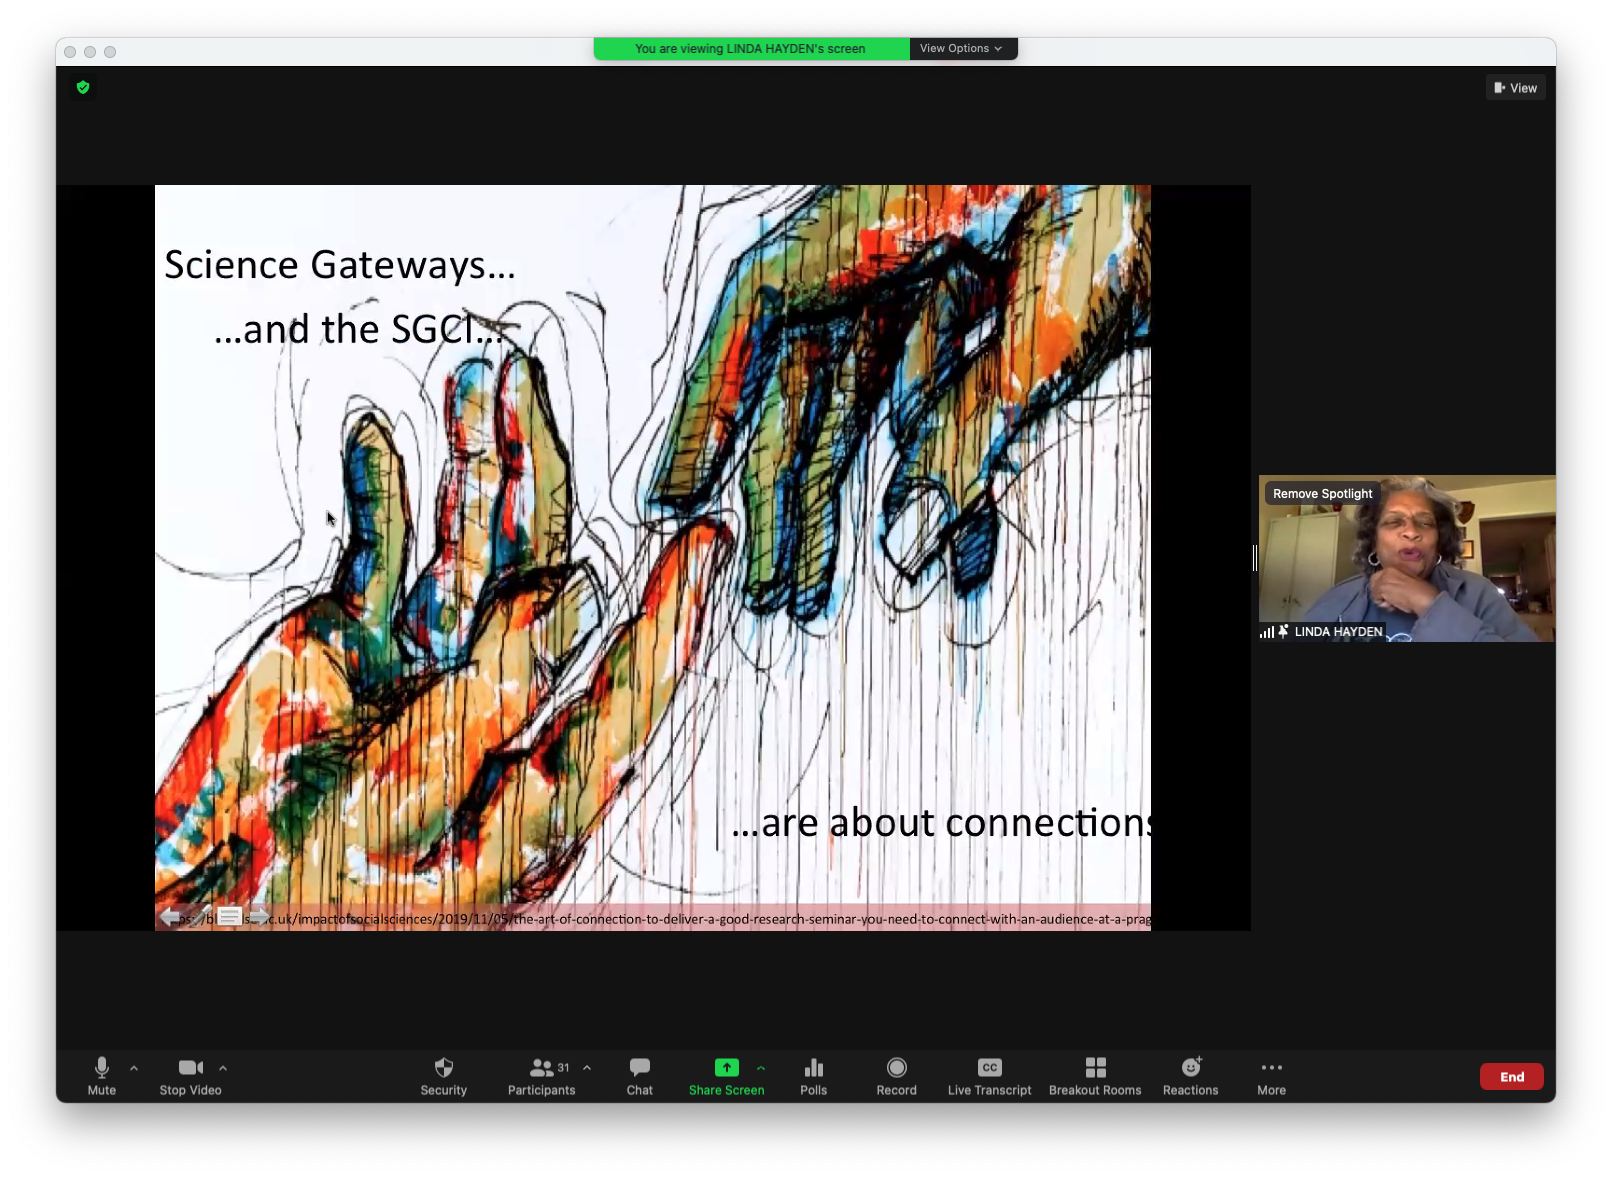 You are viewing LINDA HAYDEN's screen View Options
View
Science Gateways...
...and the SGCI...
...are about connections
Remove Spotlight
LINDA HAYDEN
c.uk/impactofsocialsciences/2019/11/05/the-art-of-connection-to-deliver-a-good-research-seminar-you-need-to-connect-with-an-audience-at-a-prag
31
CC
Mute Stop Video Security Participants Chat Share Screen Polls Record Live Transcript Breakout Rooms Reactions More End